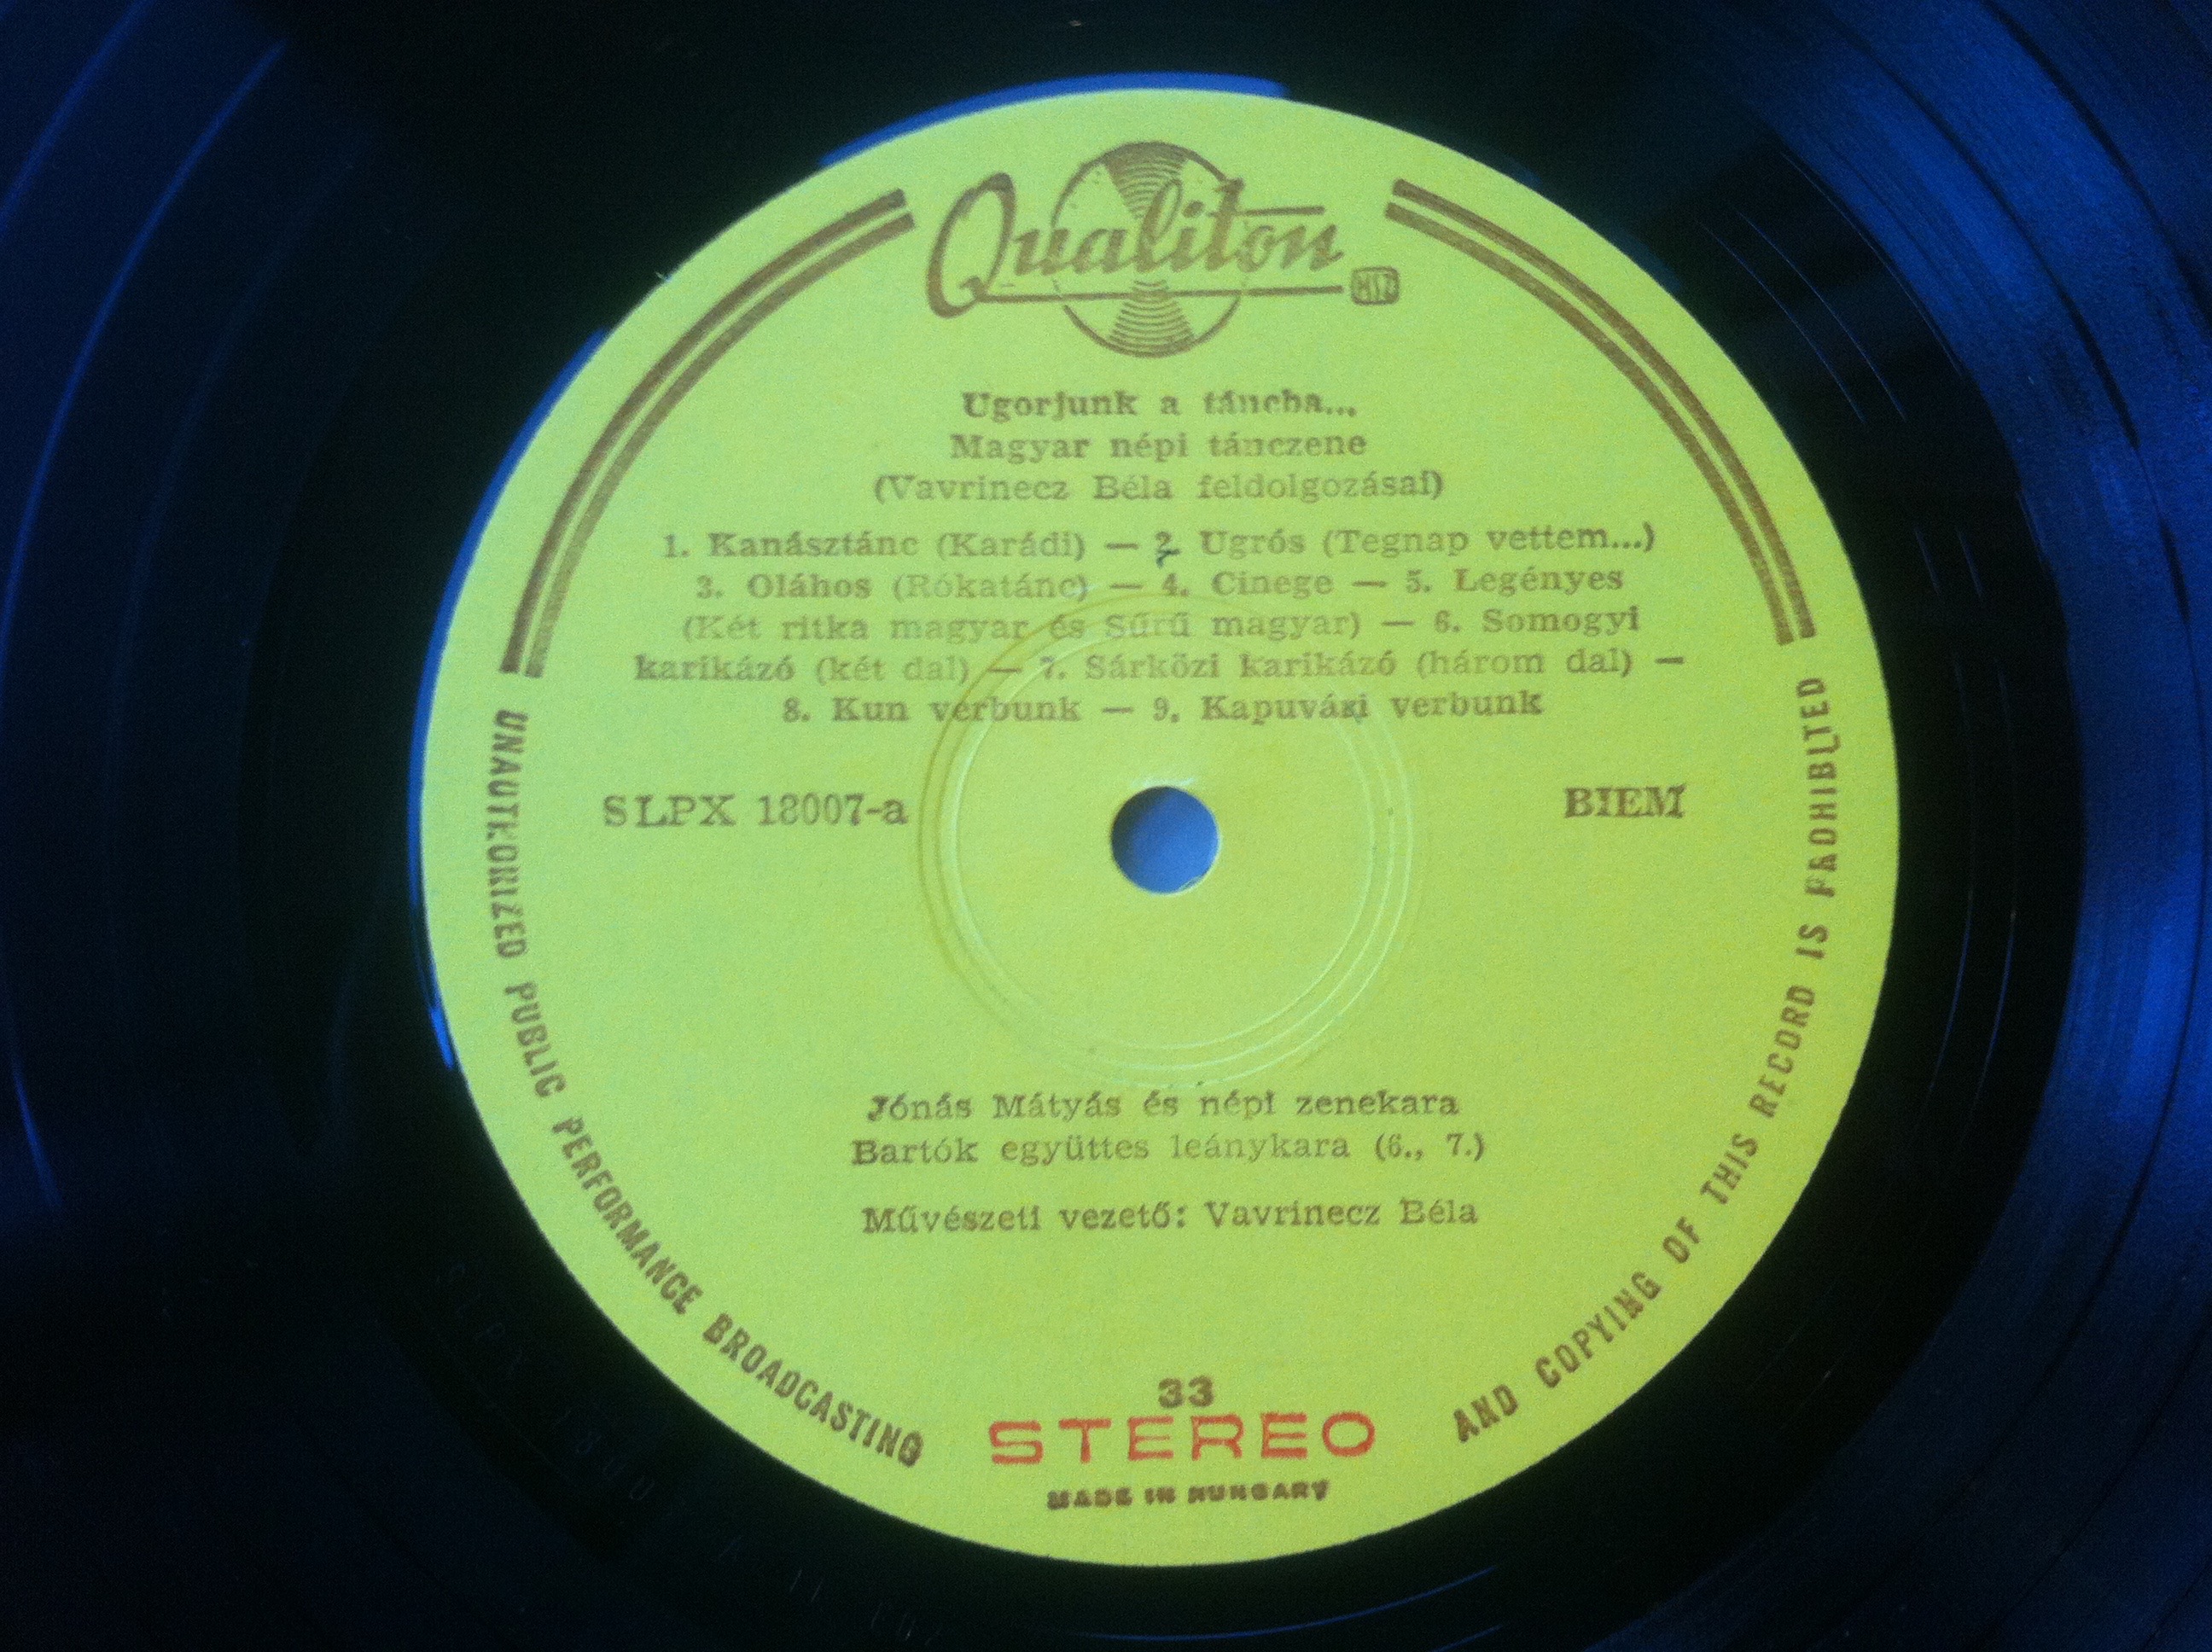 Qualiton
MSZ
Ugorjunk a táncba...
Magyar népi tánczene
(Vavrinecz Béla feldolgozásai)
1. Kanásztánc (Karádi) — 2. Ugrós (Tegnap vettem...)
3. Oláhos (Rókatánc) — 4. Cinege — 5. Legényes
(Két ritka magyar és Sűrű magyar) — 6. Somogyi
karikázó (két dal) — 7. Sárközi karikázó (három dal) —
8. Kun verbunk — 9. Kapuvári verbunk
SLPX 18007-a
BIEM
Jónás Mátyás és népi zenekara
Bartók együttes leánykara (6., 7.)
Művészeti vezető: Vavrinecz Béla
33
STEREO
MADE IN HUNGARY
UNAUTHORIZED PUBLIC PERFORMANCE BROADCASTING
AND COPYING OF THIS RECORD IS PROHIBITED